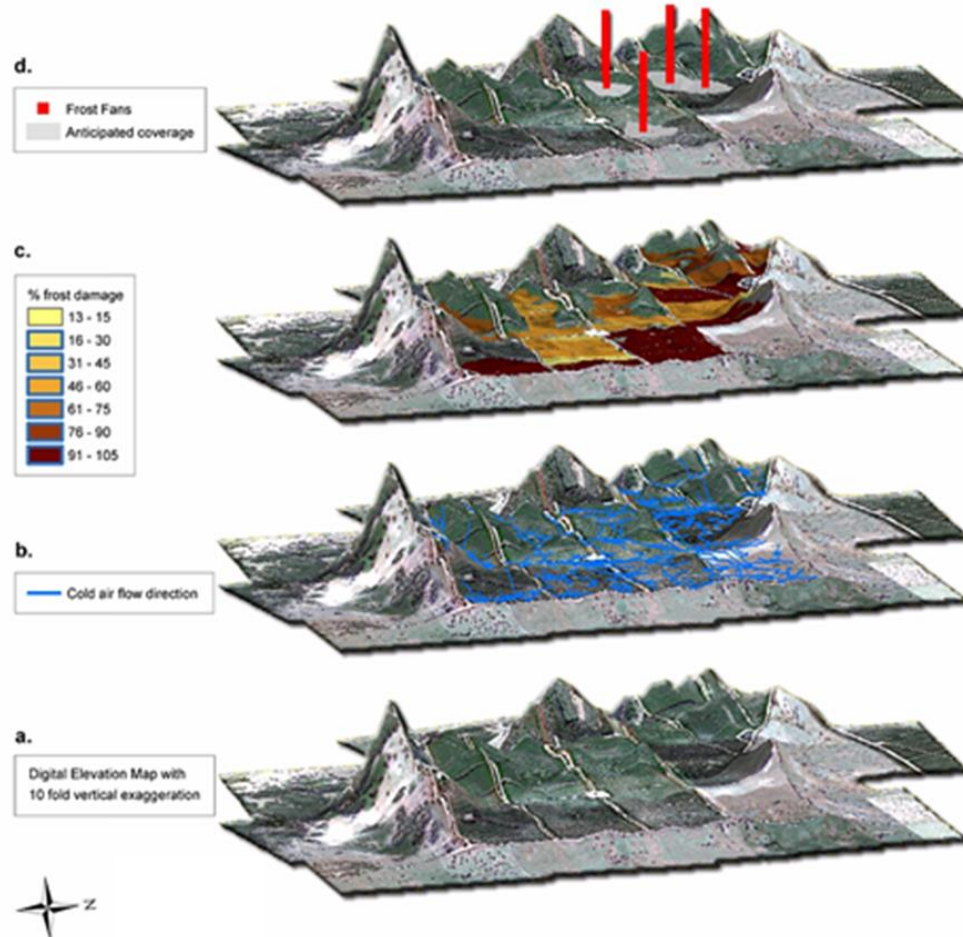 d.
Frost Fans
Anticipated coverage
c.
% frost damage
13 - 15
16 - 30
31 - 45
46 - 60
61 - 75
76 - 90
91 - 105
b.
Cold air flow direction
a.
Digital Elevation Map with
10 fold vertical exaggeration
N